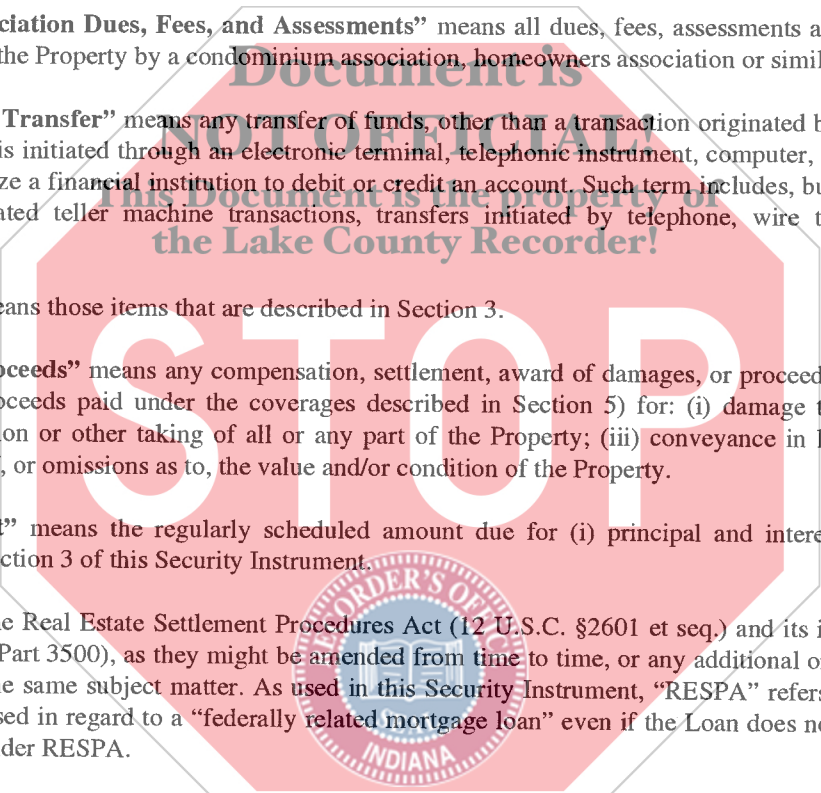 ciation Dues, Fees, and Assessments” means all dues, fees, assessments a
the Property by a condominium association, homeowners association or simil
Document is
Transfer” means any transfer of funds, other than a transaction originated b
NOT OFFICIAL!
is initiated through an electronic terminal, telephonic instrument, computer,
ze a financial institution to debit or credit an account. Such term includes, bu
This Document is the property of
ated teller machine transactions, transfers initiated by telephone, wire t
the Lake County Recorder!
eans those items that are described in Section 3.
STOP
oceeds” means any compensation, settlement, award of damages, or proceed
oceeds paid under the coverages described in Section 5) for: (i) damage t
ion or other taking of all or any part of the Property; (iii) conveyance in
, or omissions as to, the value and/or condition of the Property.
t” means the regularly scheduled amount due for (i) principal and intere
ction 3 of this Security Instrument.
RECORDER'S OFFICE
e Real Estate Settlement Procedures Act (12 U.S.C. §2601 et seq.) and its i
Part 3500), as they might be amended from time to time, or any additional o
e same subject matter. As used in this Security Instrument, “RESPA” refers
sed in regard to a “federally related mortgage loan” even if the Loan does no
SEAL
der RESPA.
INDIANA